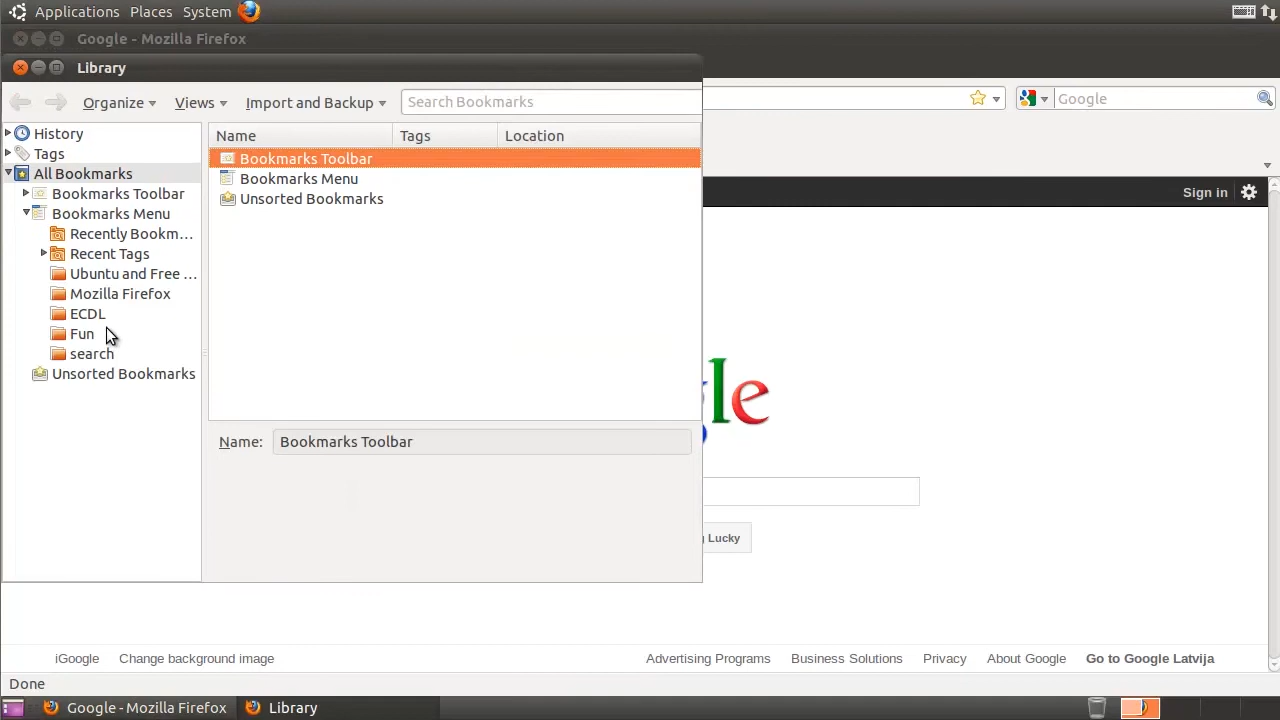 Applications Places System
Google - Mozilla Firefox
Library
Organize Views Import and Backup Search Bookmarks
Google
History
Tags
All Bookmarks
Bookmarks Toolbar
Bookmarks Menu
Recently Bookm...
Recent Tags
Ubuntu and Free ...
Mozilla Firefox
ECDL
Fun
search
Unsorted Bookmarks
Name Tags Location
Bookmarks Toolbar
Bookmarks Menu
Unsorted Bookmarks
Name: Bookmarks Toolbar
Sign in
gle
g Lucky
iGoogle Change background image Advertising Programs Business Solutions Privacy About Google Go to Google Latvija
Done
Google - Mozilla Firefox Library